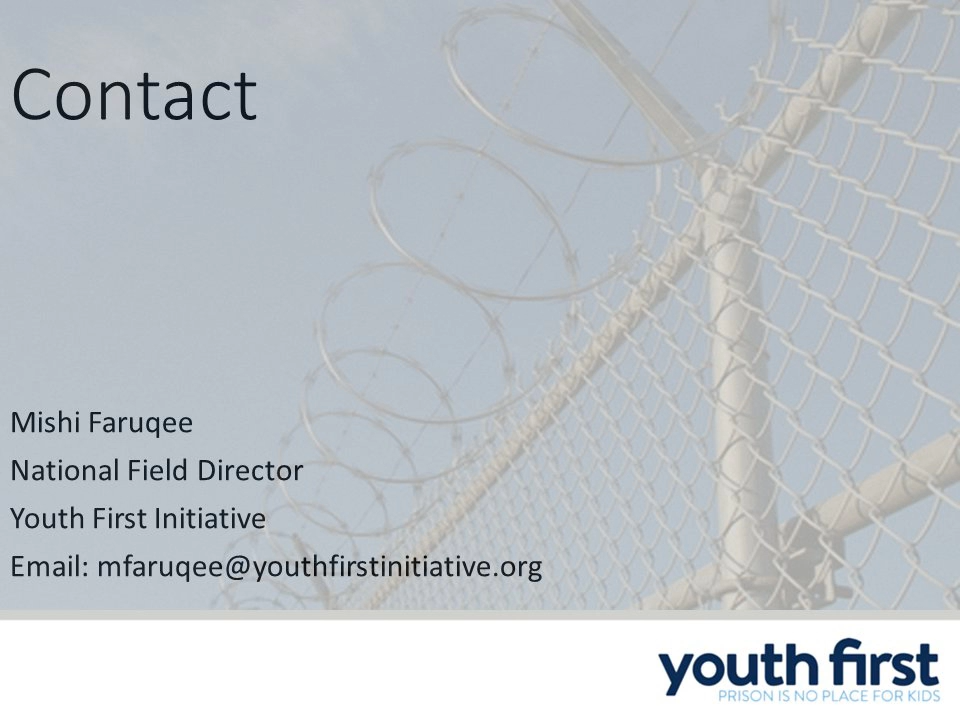 Contact
Mishi Faruqee
National Field Director
Youth First Initiative
Email: mfaruqee@youthfirstinitiative.org
youth first
PRISON IS NO PLACE FOR KIDS